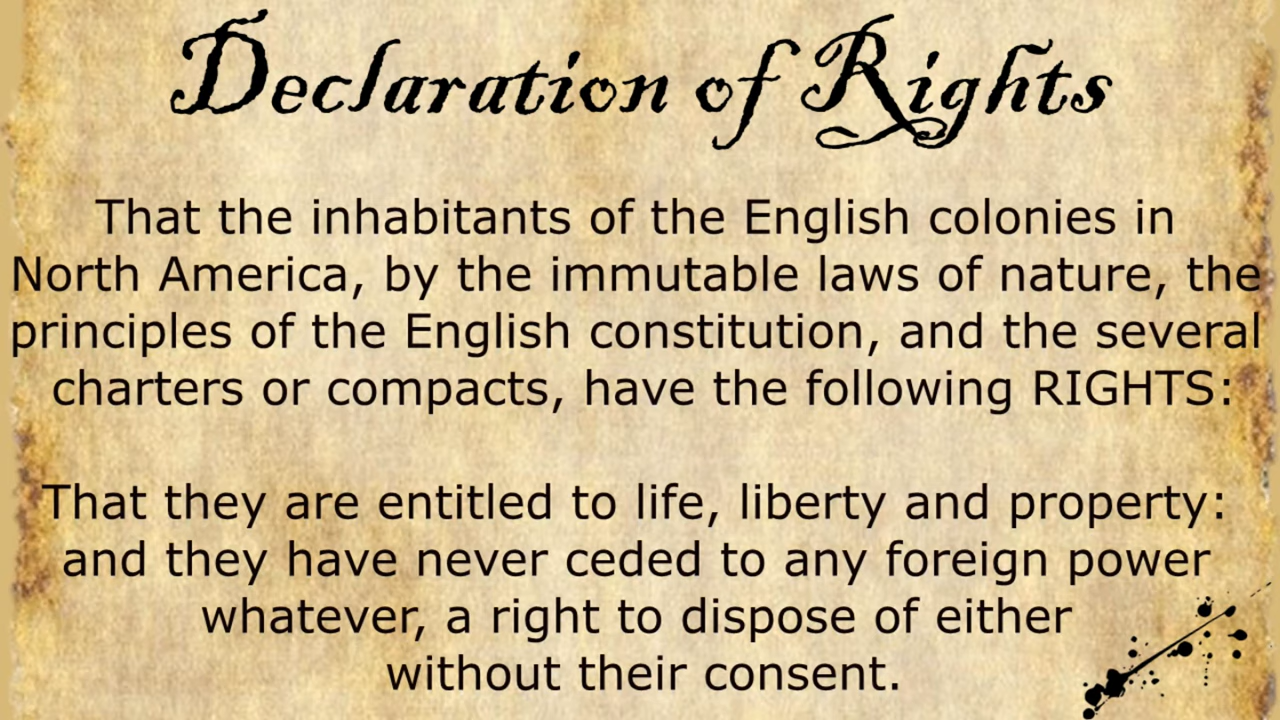 Declaration of Rights
That the inhabitants of the English colonies in
North America, by the immutable laws of nature, the
principles of the English constitution, and the several
charters or compacts, have the following RIGHTS:
That they are entitled to life, liberty and property:
and they have never ceded to any foreign power
whatever, a right to dispose of either
without their consent.